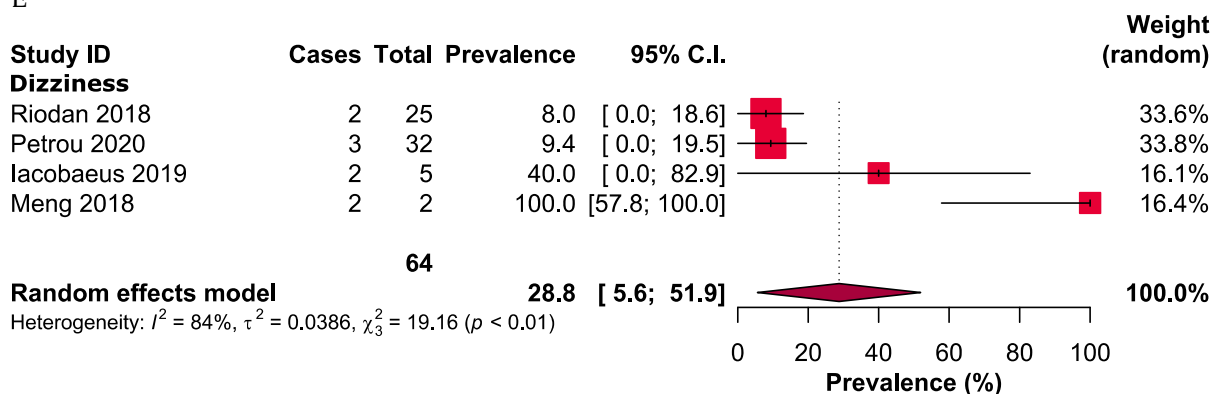 E
Study ID Cases Total Prevalence 95% C.I. Weight (random)
Dizziness
Riodan 2018 2 25 8.0 [ 0.0; 18.6] 33.6%
Petrou 2020 3 32 9.4 [ 0.0; 19.5] 33.8%
Iacobaeus 2019 2 5 40.0 [ 0.0; 82.9] 16.1%
Meng 2018 2 2 100.0 [57.8; 100.0] 16.4%
64
Random effects model 28.8 [ 5.6; 51.9] 100.0%
Heterogeneity: I² = 84%, τ² = 0.0386, χ²₃ = 19.16 (p < 0.01)
0 20 40 60 80 100
Prevalence (%)